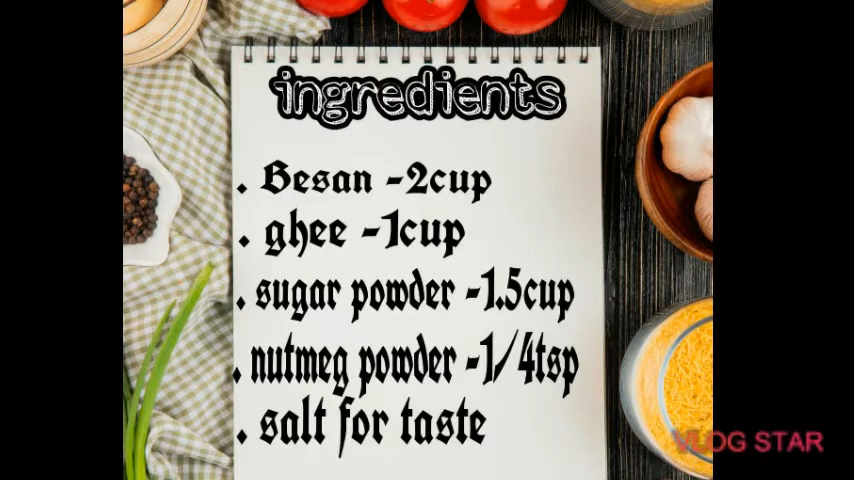 ingredients
. Besan -2cup
. ghee -1cup
. sugar powder -1.5cup
. nutmeg powder -1/4tsp
. salt for taste
VLOG STAR